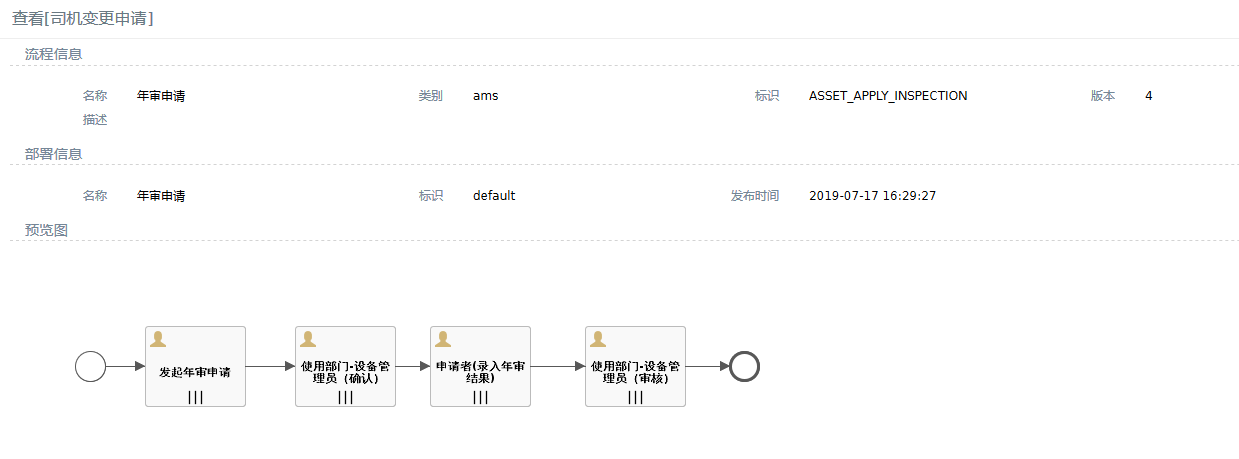 查看[司机变更申请]
流程信息
名称 年审申请 类别 ams 标识 ASSET_APPLY_INSPECTION 版本 4
描述
部署信息
名称 年审申请 标识 default 发布时间 2019-07-17 16:29:27
预览图
发起年审申请
使用部门-设备管
理员（确认）
申请者(录入年审
结果)
使用部门-设备管
理员（审核）